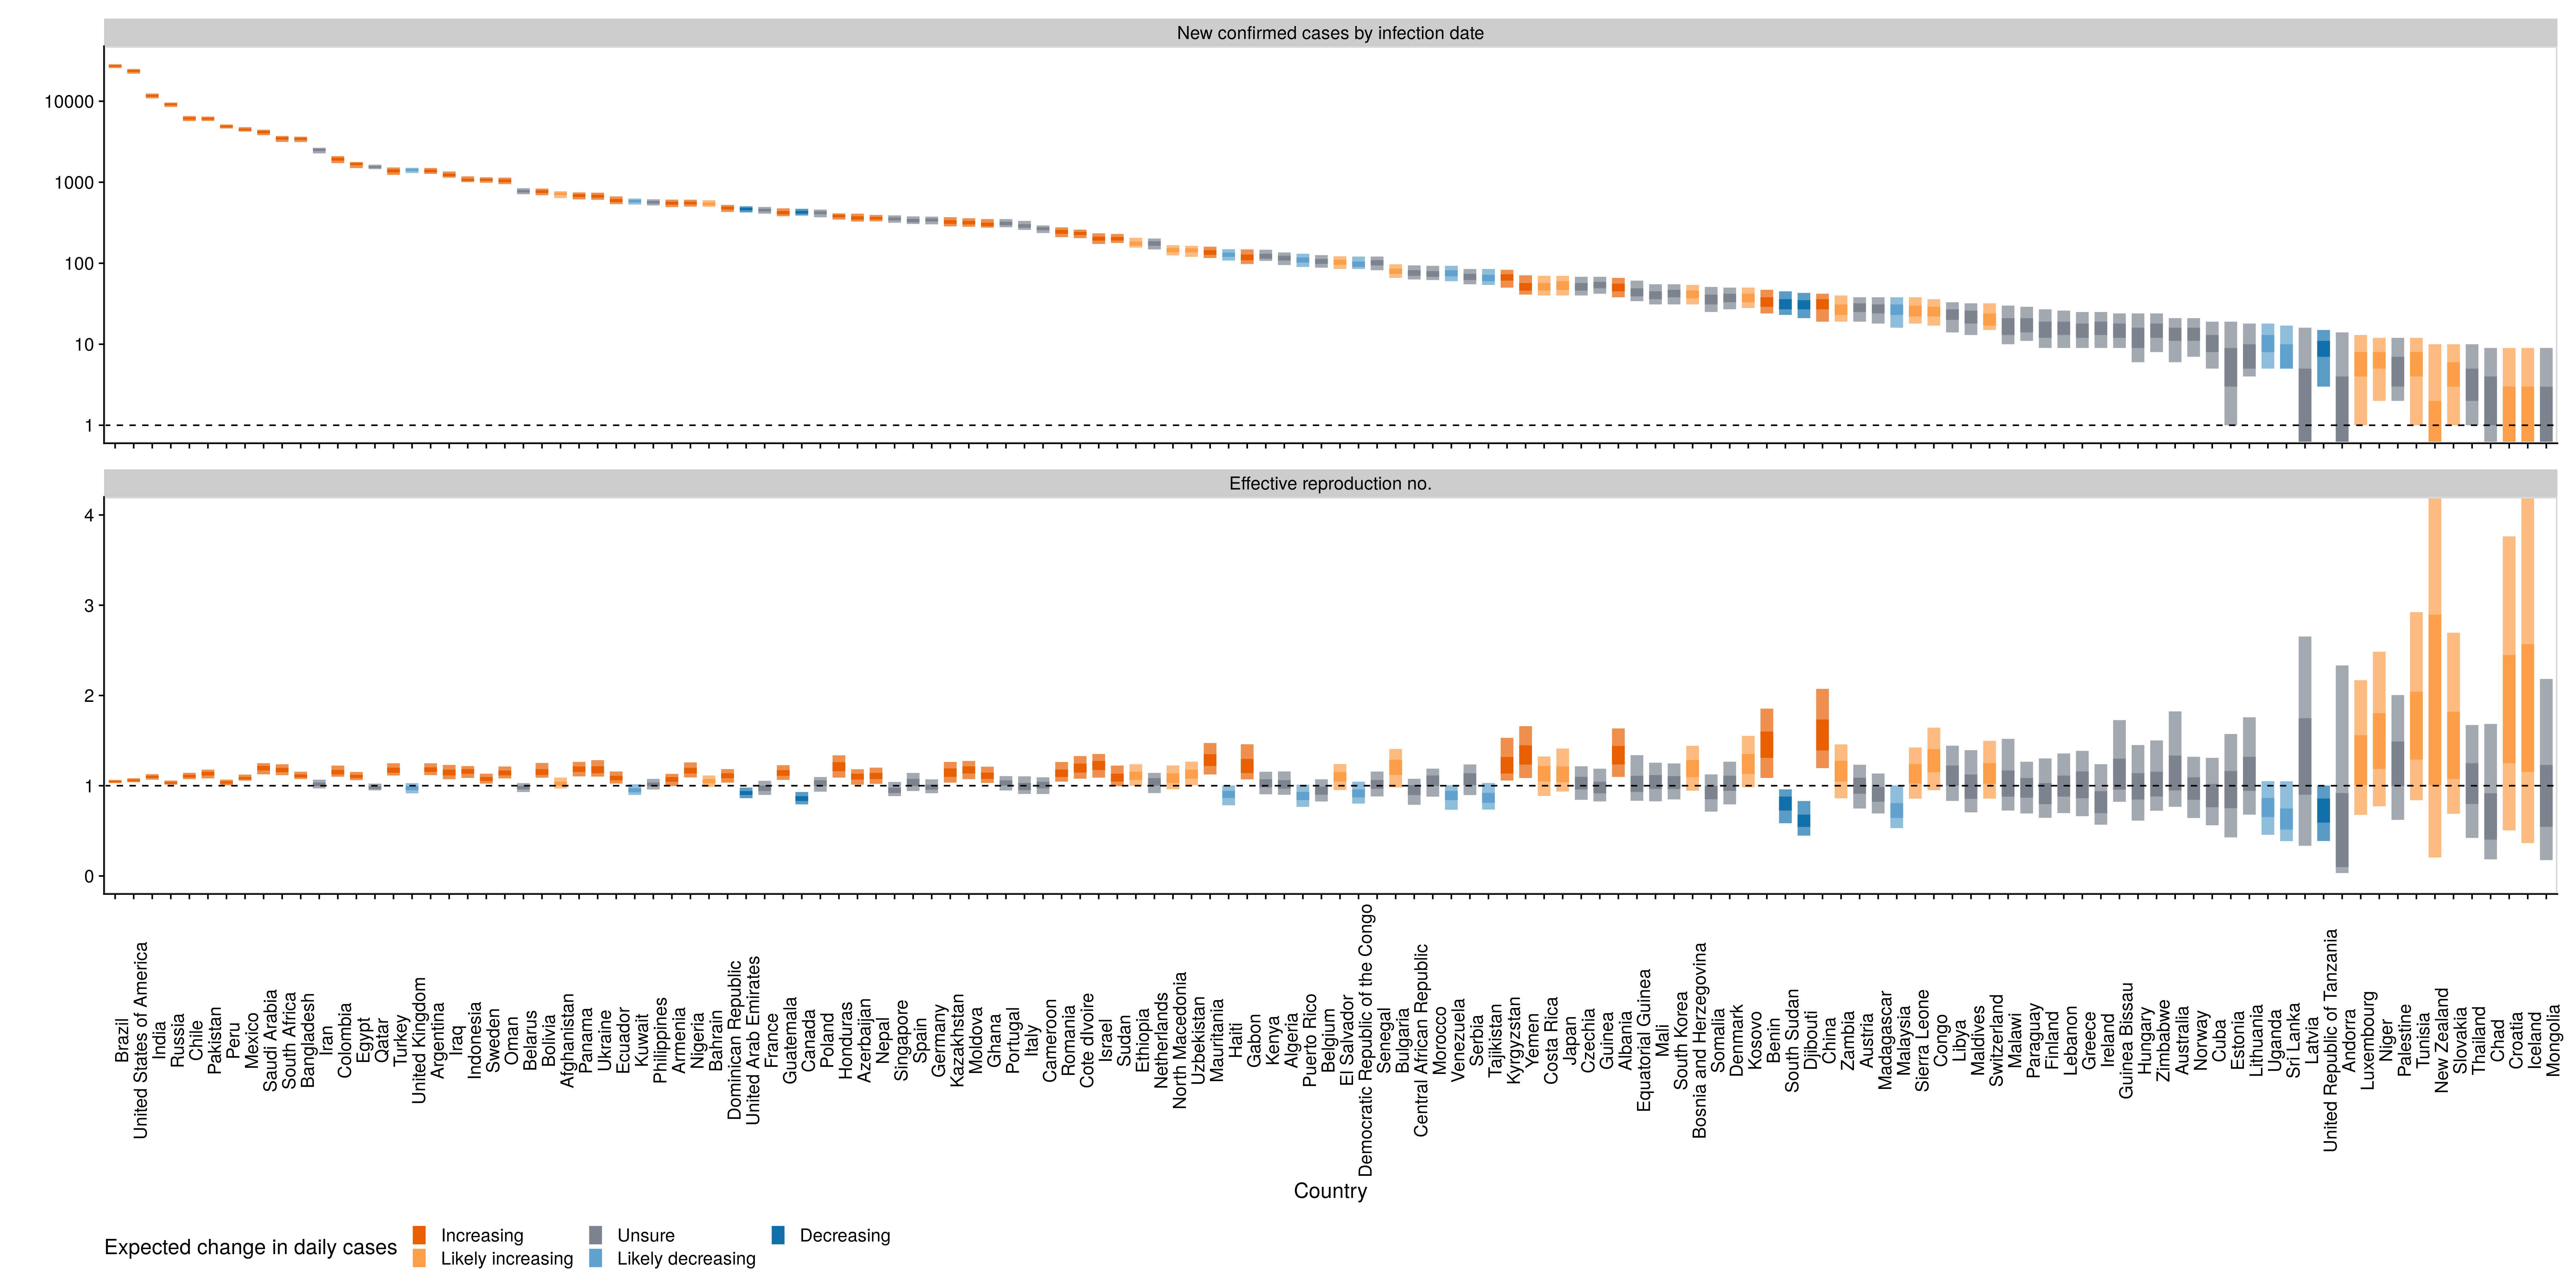 New confirmed cases by infection date
10000
1000
100
10
1
Effective reproduction no.
4
3
2
1
0
Brazil
United States of America
India
Russia
Chile
Pakistan
Peru
Mexico
Saudi Arabia
South Africa
Bangladesh
Iran
Colombia
Egypt
Qatar
Turkey
United Kingdom
Argentina
Iraq
Indonesia
Sweden
Oman
Belarus
Bolivia
Afghanistan
Panama
Ukraine
Ecuador
Kuwait
Philippines
Armenia
Nigeria
Bahrain
Dominican Republic
United Arab Emirates
France
Guatemala
Canada
Poland
Honduras
Azerbaijan
Nepal
Singapore
Spain
Germany
Kazakhstan
Moldova
Ghana
Portugal
Italy
Cameroon
Romania
Cote dIvoire
Israel
Sudan
Ethiopia
Netherlands
North Macedonia
Uzbekistan
Mauritania
Haiti
Gabon
Kenya
Algeria
Puerto Rico
Belgium
El Salvador
Democratic Republic of the Congo
Senegal
Bulgaria
Central African Republic
Morocco
Venezuela
Serbia
Tajikistan
Kyrgyzstan
Yemen
Costa Rica
Japan
Czechia
Guinea
Albania
Equatorial Guinea
Mali
South Korea
Bosnia and Herzegovina
Somalia
Denmark
Kosovo
Benin
South Sudan
Djibouti
China
Zambia
Austria
Madagascar
Malaysia
Sierra Leone
Congo
Libya
Maldives
Switzerland
Malawi
Paraguay
Finland
Lebanon
Greece
Ireland
Guinea Bissau
Hungary
Zimbabwe
Australia
Norway
Cuba
Estonia
Lithuania
Uganda
Sri Lanka
Latvia
United Republic of Tanzania
Andorra
Luxembourg
Niger
Palestine
Tunisia
New Zealand
Slovakia
Thailand
Chad
Croatia
Iceland
Mongolia
Country
Expected change in daily cases
Increasing
Likely increasing
Unsure
Likely decreasing
Decreasing